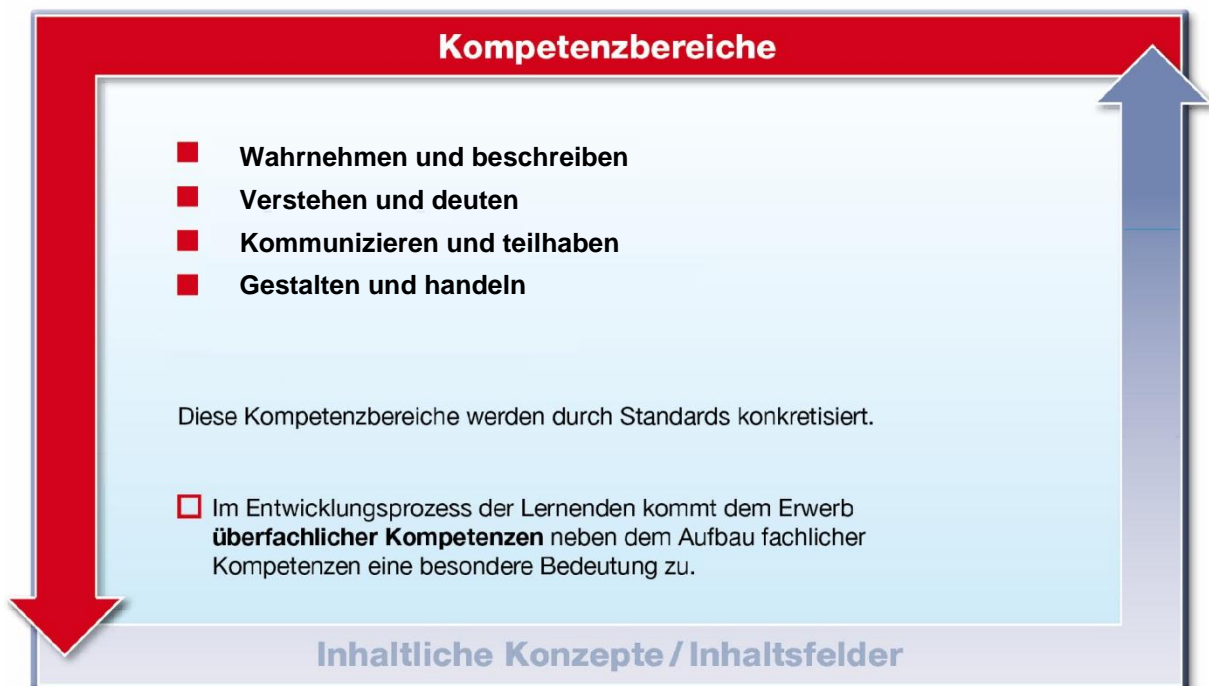 Kompetenzbereiche
Wahrnehmen und beschreiben
Verstehen und deuten
Kommunizieren und teilhaben
Gestalten und handeln
Diese Kompetenzbereiche werden durch Standards konkretisiert.
Im Entwicklungsprozess der Lernenden kommt dem Erwerb
überfachlicher Kompetenzen neben dem Aufbau fachlicher
Kompetenzen eine besondere Bedeutung zu.
Inhaltliche Konzepte / Inhaltsfelder